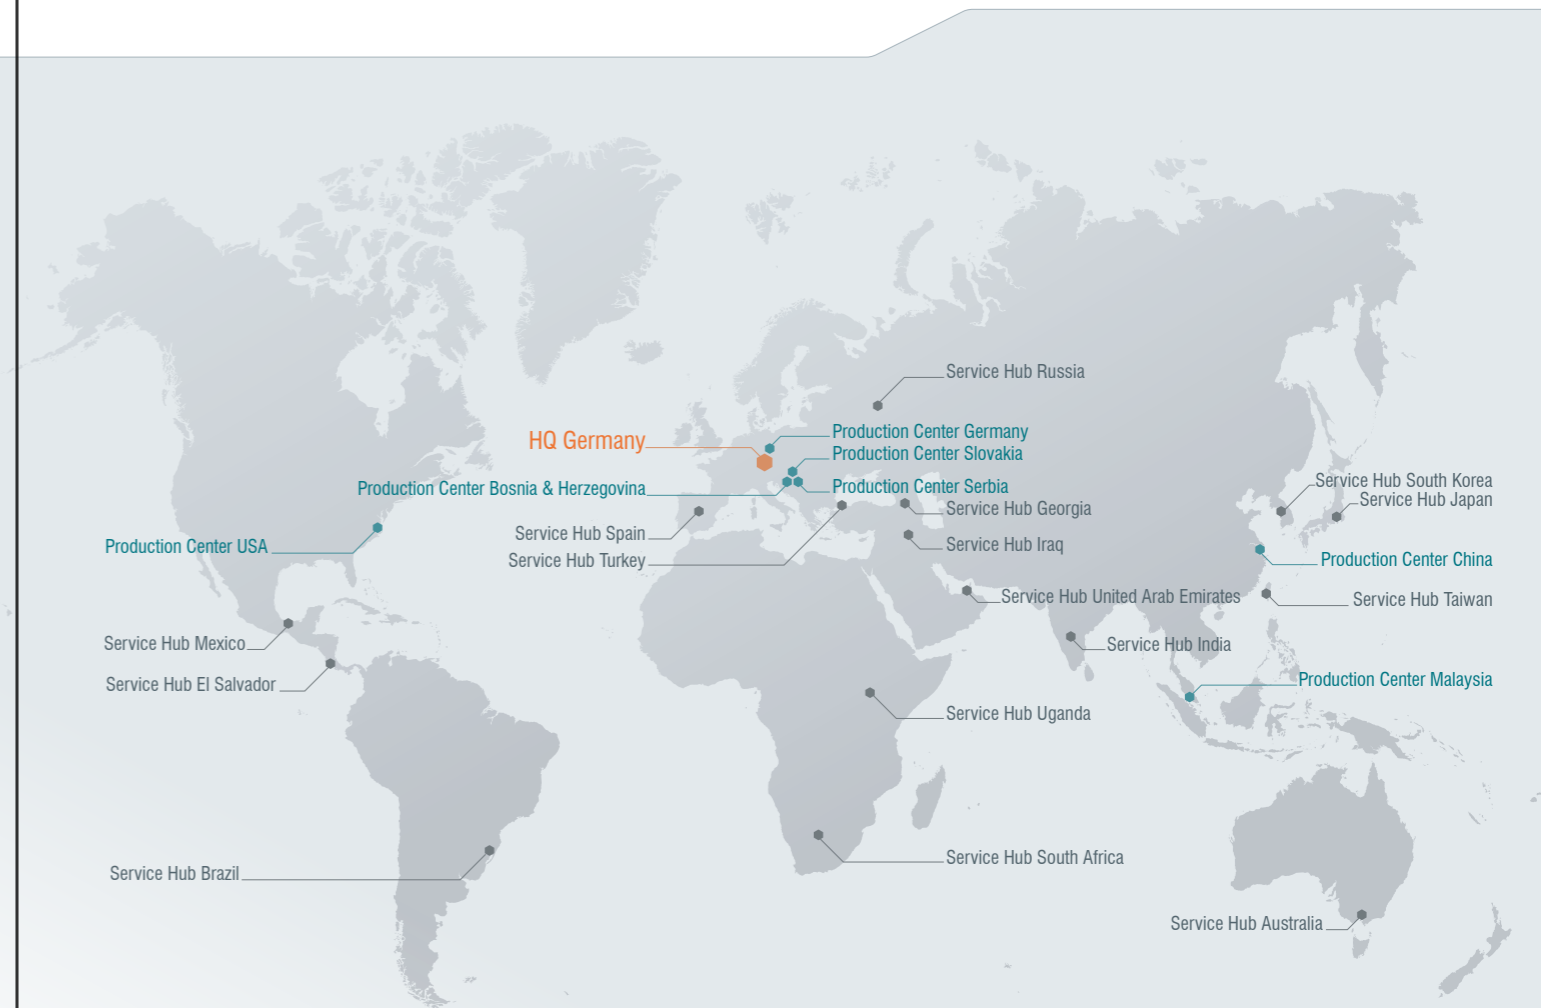 Service Hub Russia
Production Center Germany
HQ Germany
Production Center Slovakia
Service Hub South Korea
Production Center Bosnia & Herzegovina
Production Center Serbia
Service Hub Japan
Service Hub Georgia
Service Hub Spain
Production Center USA
Service Hub Iraq
Service Hub Turkey
Production Center China
Service Hub United Arab Emirates
Service Hub Taiwan
Service Hub Mexico
Service Hub India
Service Hub El Salvador
Production Center Malaysia
Service Hub Uganda
Service Hub South Africa
Service Hub Brazil
Service Hub Australia